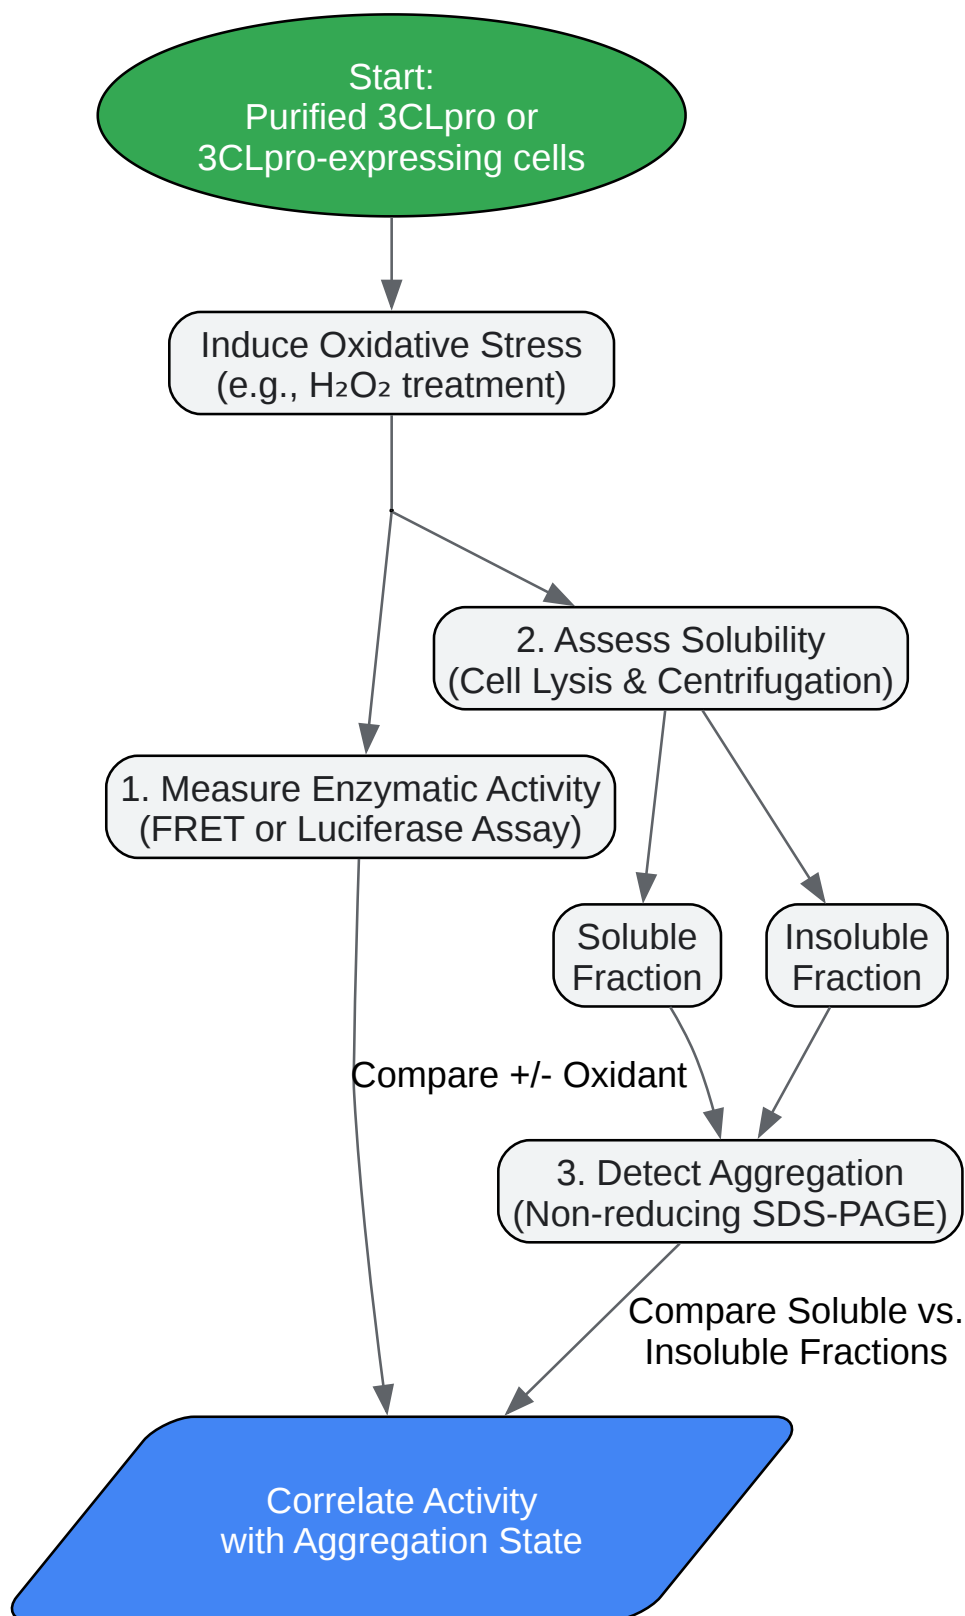 Start:
Purified 3CLpro or
3CLpro-expressing cells
Induce Oxidative Stress
(e.g., H₂O₂ treatment)
2. Assess Solubility
(Cell Lysis & Centrifugation)
1. Measure Enzymatic Activity
(FRET or Luciferase Assay)
Soluble
Fraction
Insoluble
Fraction
Compare +/- Oxidant
3. Detect Aggregation
(Non-reducing SDS-PAGE)
Compare Soluble vs.
Insoluble Fractions
Correlate Activity
with Aggregation State